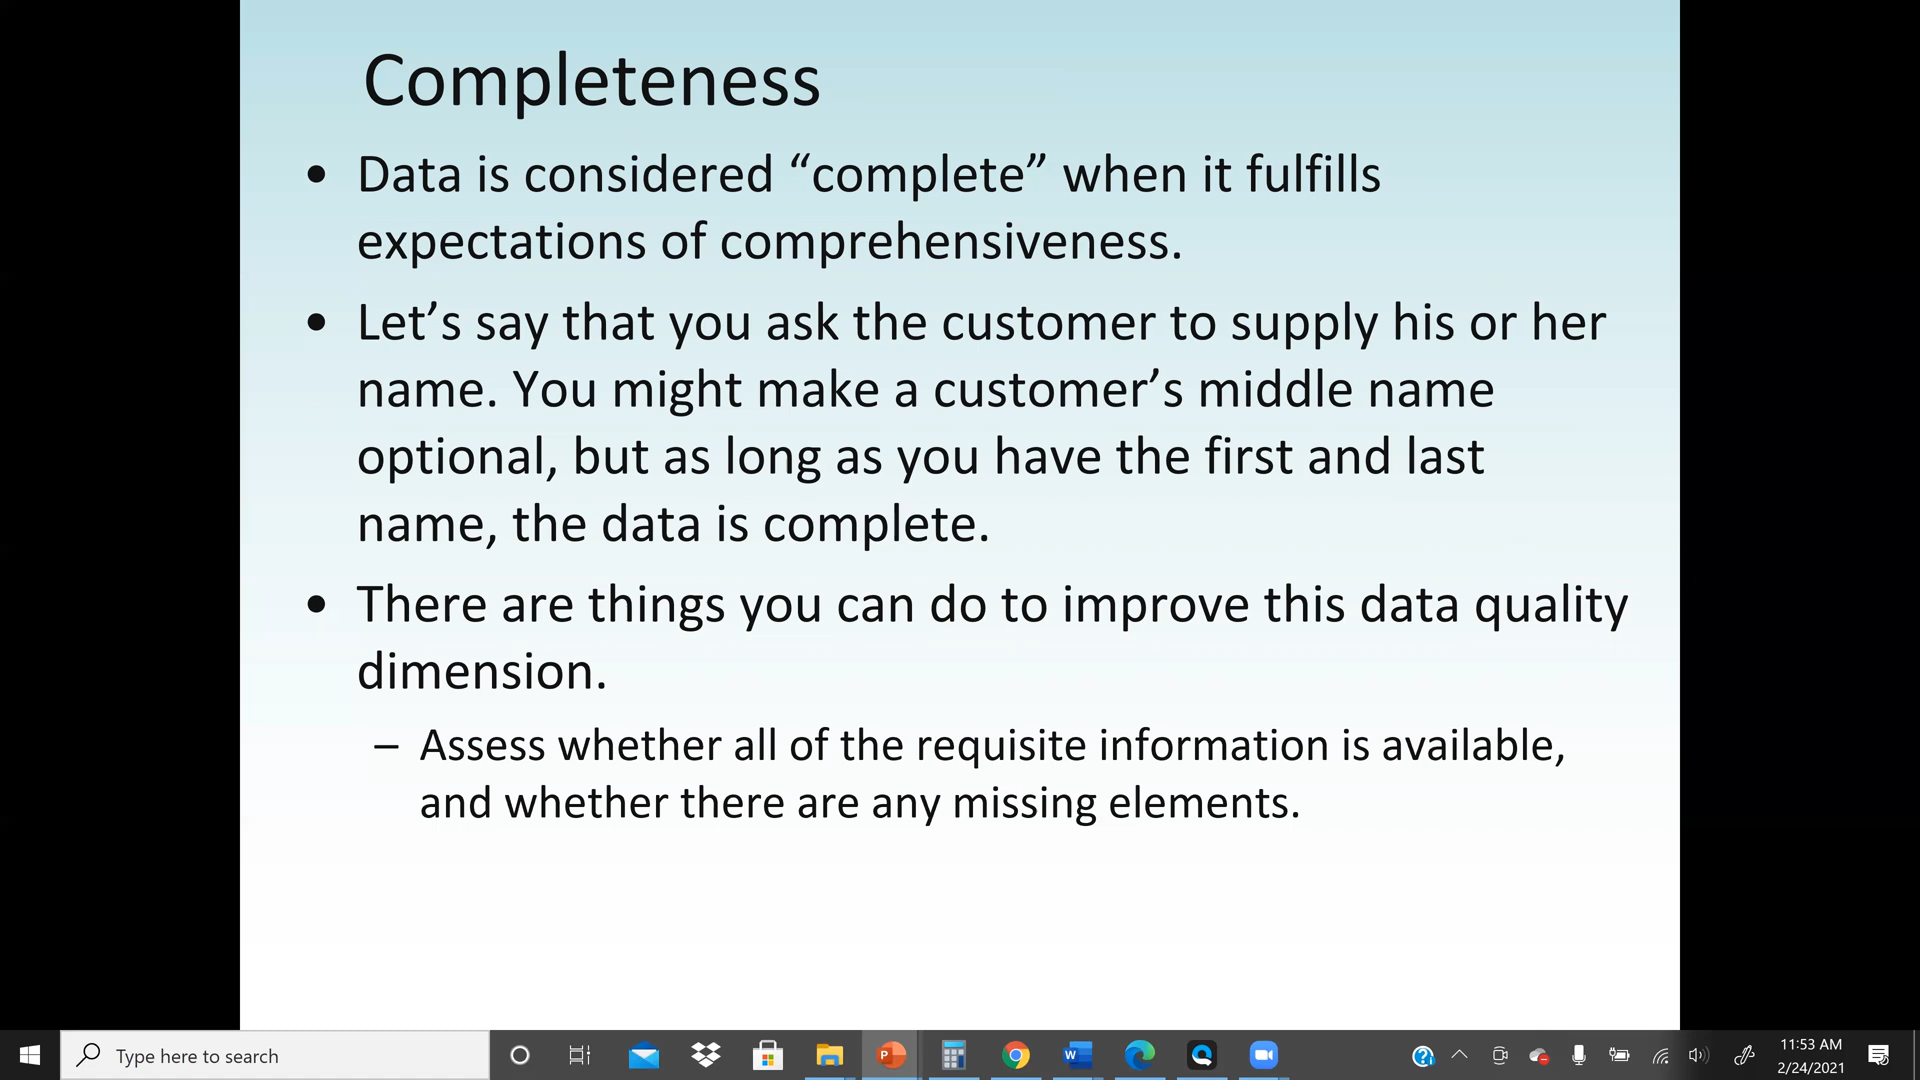 Completeness
• Data is considered “complete” when it fulfills
expectations of comprehensiveness.
• Let’s say that you ask the customer to supply his or her
name. You might make a customer’s middle name
optional, but as long as you have the first and last
name, the data is complete.
• There are things you can do to improve this data quality
dimension.
– Assess whether all of the requisite information is available,
and whether there are any missing elements.
Type here to search
11:53 AM
2/24/2021